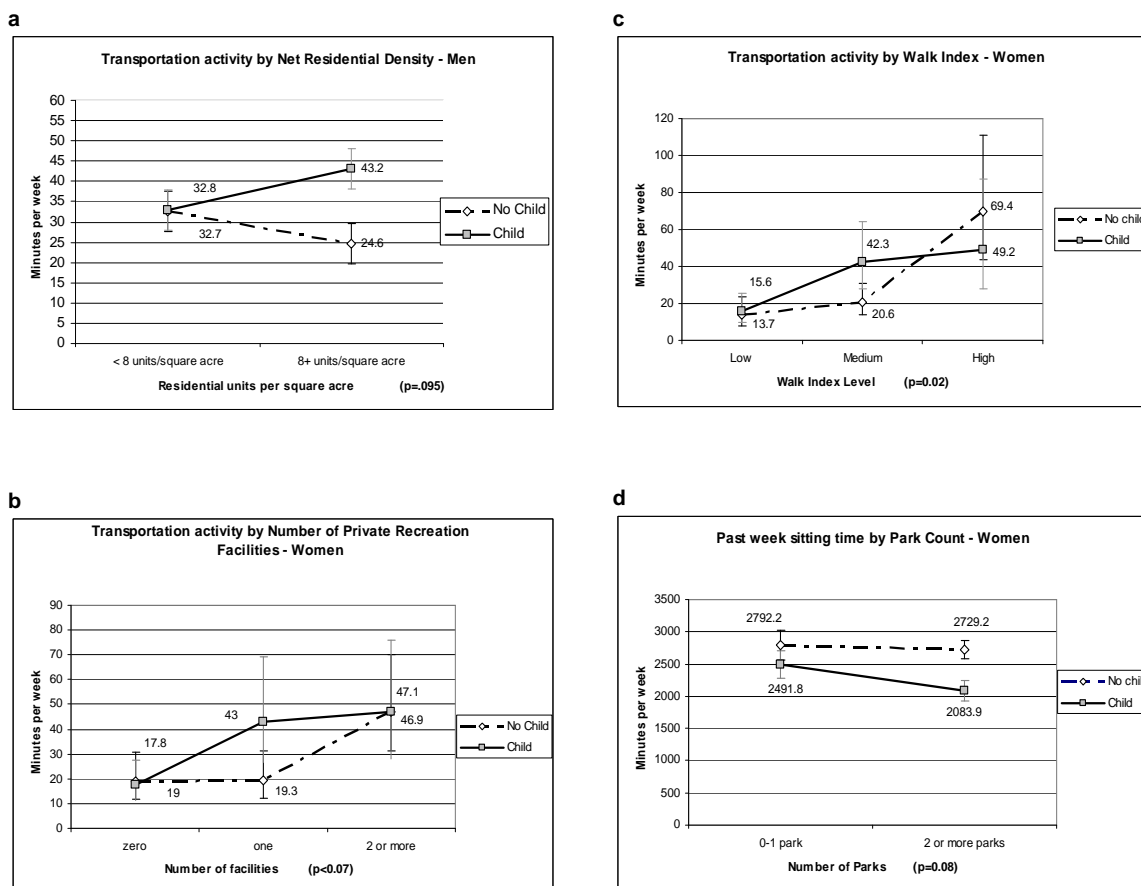 a
Transportation activity by Net Residential Density - Men
60
55
50
45
40
35
30
25
20
15
10
5
0
Minutes per week
32.8
32.7
43.2
24.6
No Child
Child
< 8 units/square acre
8+ units/square acre
Residential units per square acre (p=.095)
c
Transportation activity by Walk Index - Women
120
100
80
60
40
20
0
Minutes per week
15.6
13.7
42.3
20.6
69.4
49.2
No child
Child
Low
Medium
High
Walk Index Level (p=0.02)
b
Transportation activity by Number of Private Recreation
Facilities - Women
90
80
70
60
50
40
30
20
10
0
Minutes per week
17.8
19
43
19.3
47.1
46.9
No Child
Child
zero
one
2 or more
Number of facilities (p<0.07)
d
Past week sitting time by Park Count - Women
3500
3000
2500
2000
1500
1000
500
0
Minutes per week
2792.2
2491.8
2729.2
2083.9
No chil
Child
0-1 park
2 or more parks
Number of Parks (p=0.08)